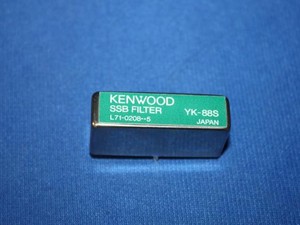 KENWOOD
SSB FILTER YK-88S
L71-0208-5 JAPAN